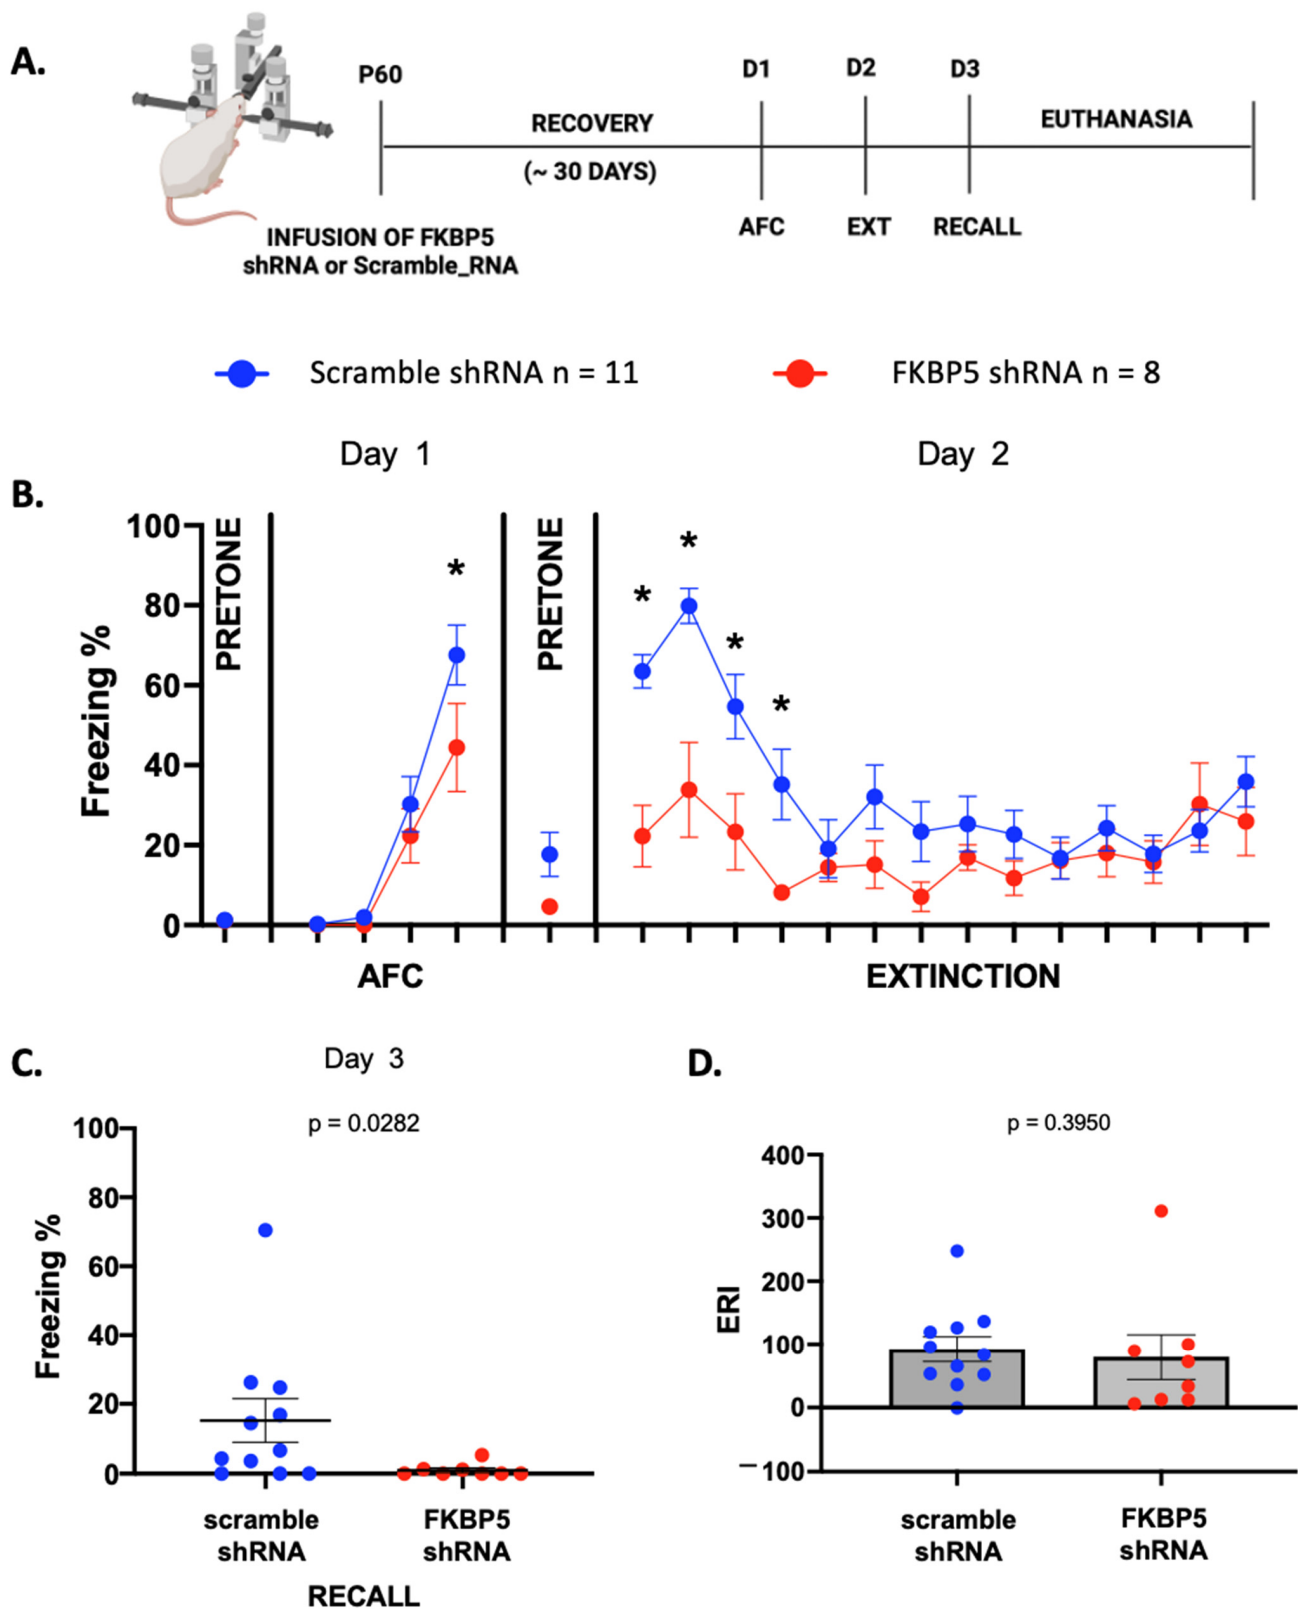 A.
P60
D1
D2
D3
RECOVERY
(~ 30 DAYS)
EUTHANASIA
AFC
EXT
RECALL
INFUSION OF FKBP5
shRNA or Scramble_RNA
Scramble shRNA n = 11
FKBP5 shRNA n = 8
Day 1
Day 2
B.
100
80
60
40
20
0
Freezing %
PRETONE
PRETONE
*
*
*
*
*
AFC
EXTINCTION
C.
Day 3
p = 0.0282
100
80
60
40
20
0
Freezing %
scramble
shRNA
FKBP5
shRNA
RECALL
D.
p = 0.3950
400
300
200
100
0
−100
ERI
scramble
shRNA
FKBP5
shRNA